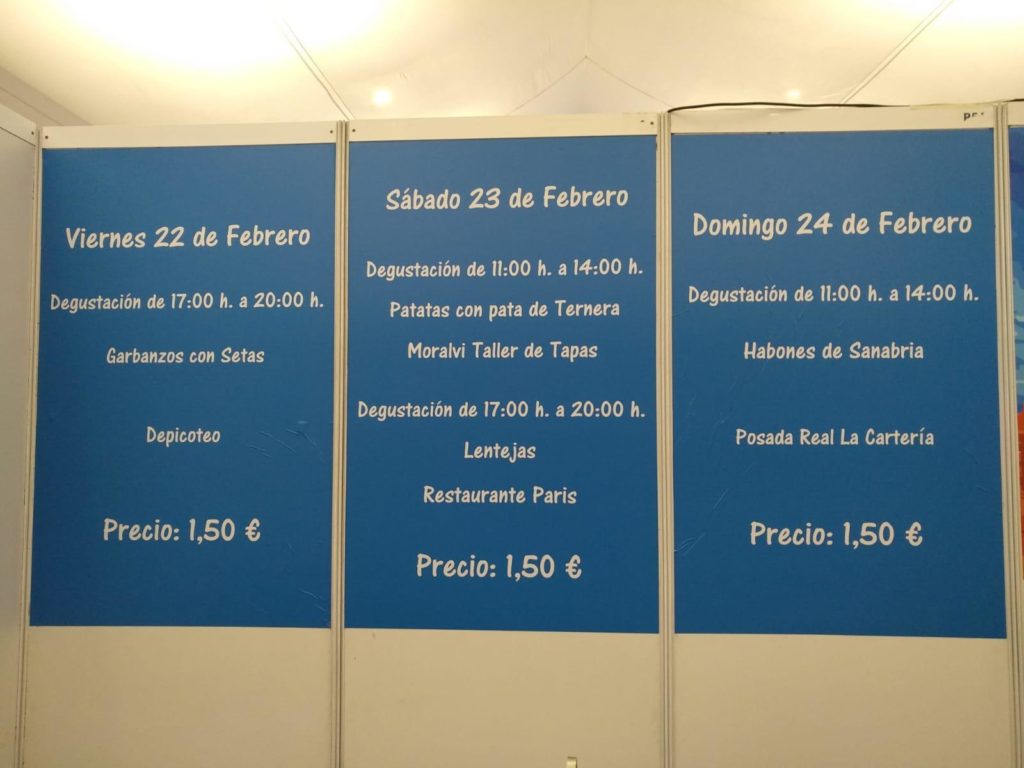 Viernes 22 de Febrero
Degustación de 17:00 h. a 20:00 h.
Garbanzos con Setas
Depicoteo
Precio: 1,50 €
Sábado 23 de Febrero
Degustación de 11:00 h. a 14:00 h.
Patatas con pata de Ternera
Moralvi Taller de Tapas
Degustación de 17:00 h. a 20:00 h.
Lentejas
Restaurante Paris
Precio: 1,50 €
Domingo 24 de Febrero
Degustación de 11:00 h. a 14:00 h.
Habones de Sanabria
Posada Real La Cartería
Precio: 1,50 €